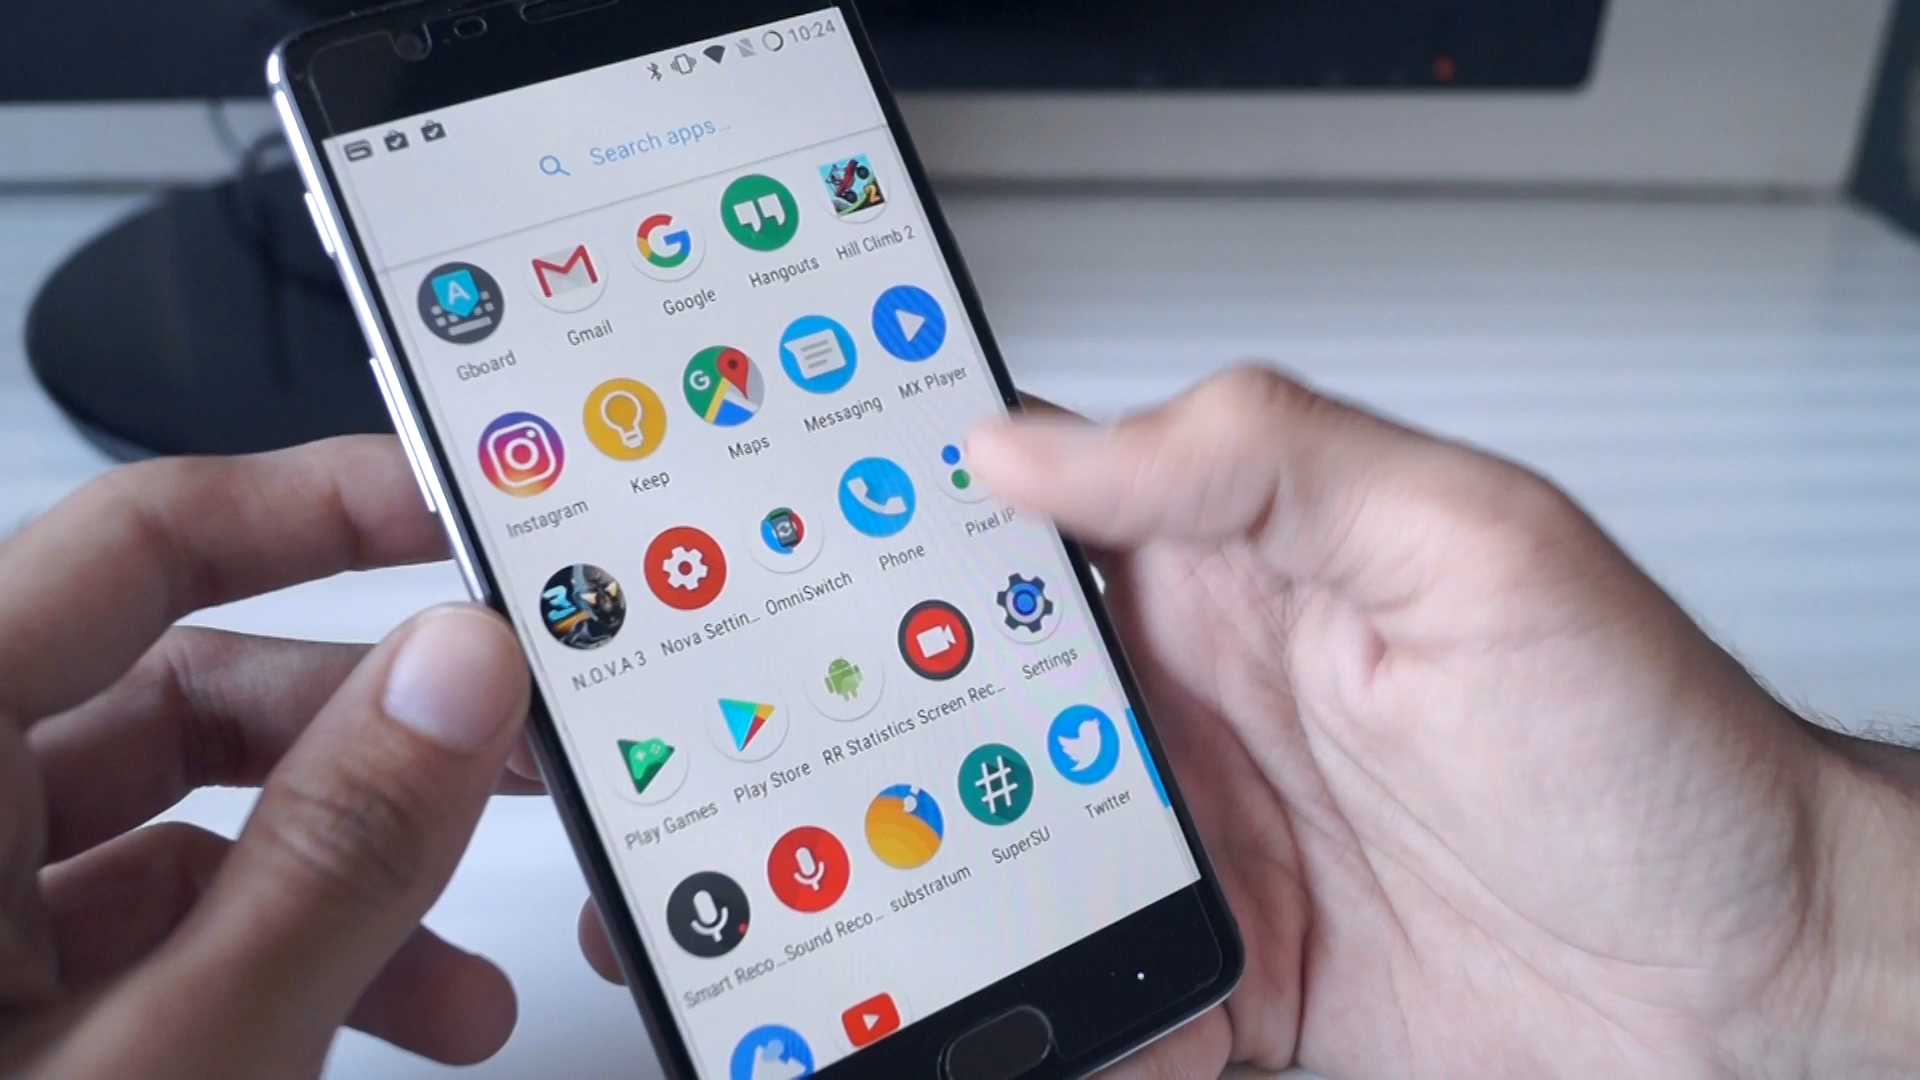 10:24
Search apps...
Gboard
Gmail
Google
Hangouts
Hill Climb 2
Instagram
Keep
Maps
Messaging
MX Player
N.O.V.A 3
Nova Settin...
OmniSwitch
Phone
Pixel IP
Play Games
Play Store
RR Statistics
Screen Rec...
Settings
Smart Reco...
Sound Reco...
substratum
SuperSU
Twitter